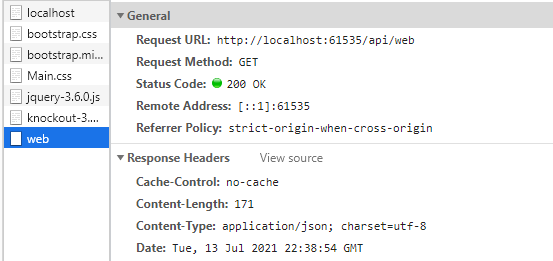 localhost
bootstrap.css
bootstrap.mi...
Main.css
jquery-3.6.0.js
knockout-3....
web
General
Request URL: http://localhost:61535/api/web
Request Method: GET
Status Code: 200 OK
Remote Address: [::1]:61535
Referrer Policy: strict-origin-when-cross-origin
Response Headers View source
Cache-Control: no-cache
Content-Length: 171
Content-Type: application/json; charset=utf-8
Date: Tue, 13 Jul 2021 22:38:54 GMT